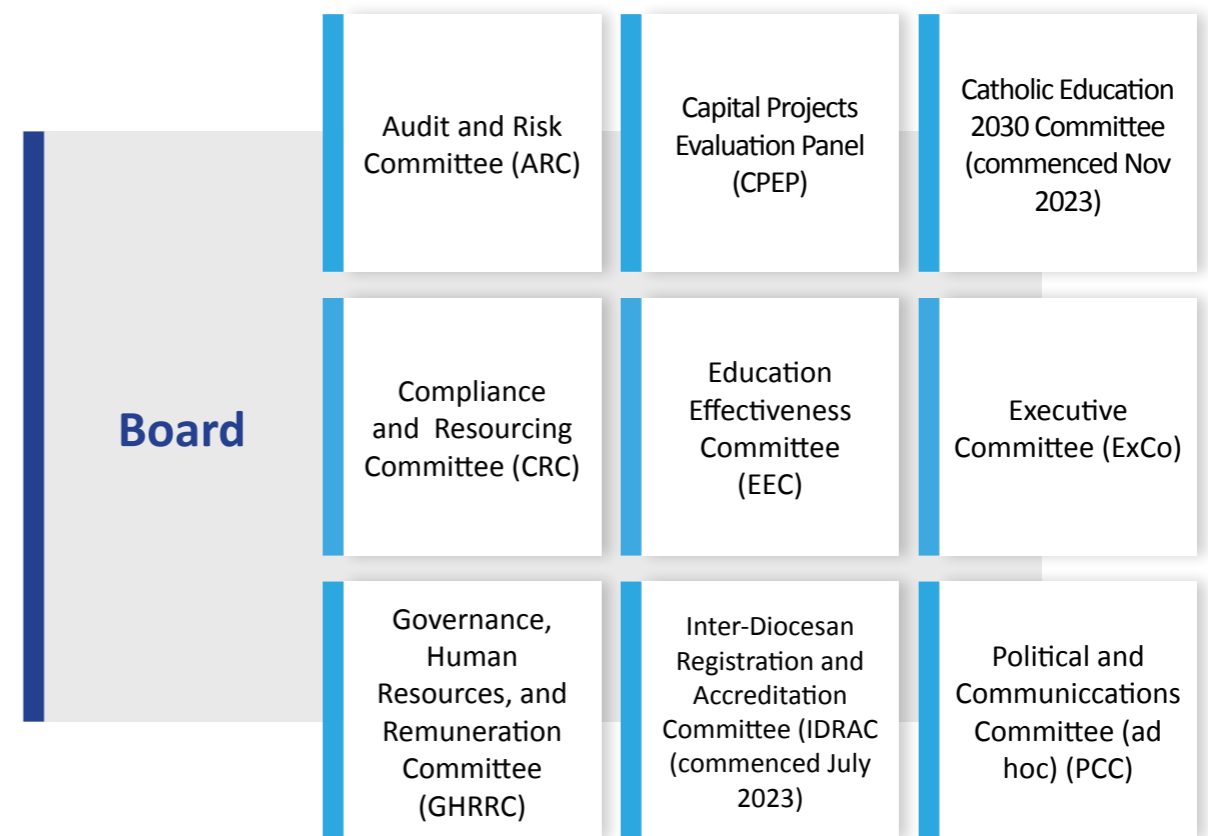 Board
Audit and Risk
Committee (ARC)
Capital Projects
Evaluation Panel
(CPEP)
Catholic Education
2030 Committee
(commenced Nov
2023)
Compliance
and  Resourcing
Committee (CRC)
Education
Effectiveness
Committee
(EEC)
Executive
Committee (ExCo)
Governance,
Human
Resources, and
Remuneration
Committee
(GHRRC)
Inter-Diocesan
Registration and
Accreditation
Committee (IDRAC
(commenced July
2023)
Political and
Communiccations
Committee (ad
hoc) (PCC)